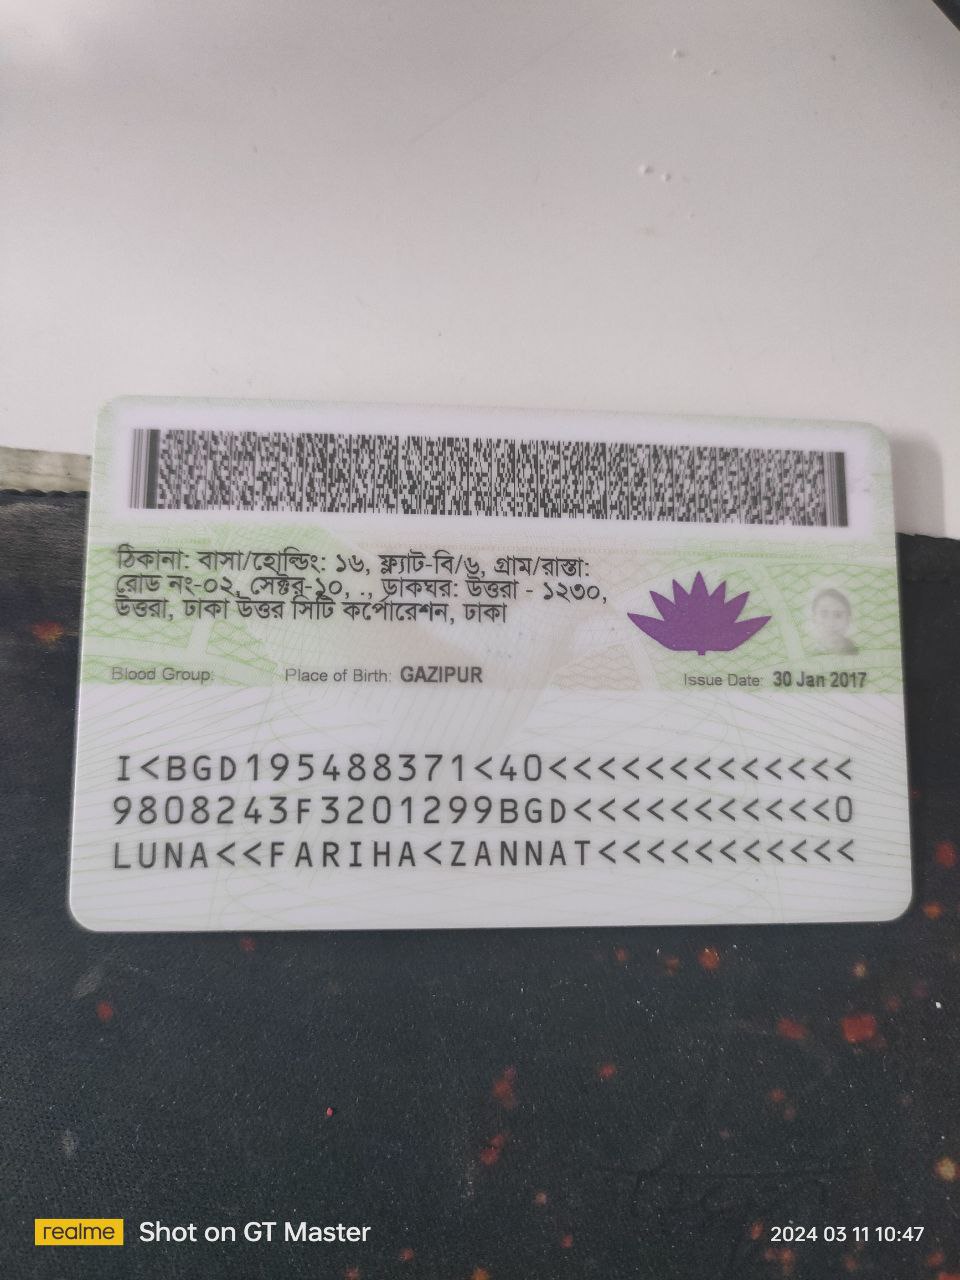 ঠিকানা: বাসা/হোল্ডিং: ১৬, ফ্ল্যাট-বি/৬, গ্রাম/রাস্তা:
রোড নং-০২, সেক্টর-১০, ., ডাকঘর: উত্তরা - ১২৩০,
উত্তরা, ঢাকা উত্তর সিটি কর্পোরেশন, ঢাকা
Blood Group: Place of Birth: GAZIPUR Issue Date: 30 Jan 2017
I<BGD195488371<40<<<<<<<<<<<<<
9808243F3201299BGD<<<<<<<<<<<0
LUNA<<FARIHA<ZANNAT<<<<<<<<<<<
realme Shot on GT Master 2024 03 11 10:47